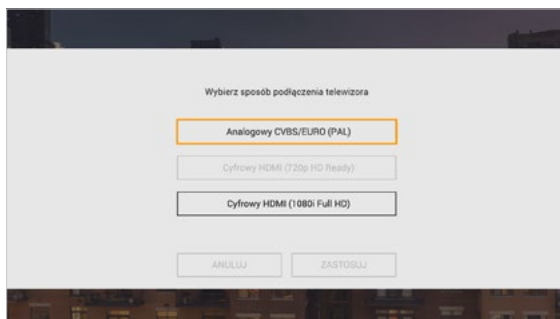 Wybierz sposób podłączenia telewizora
Analogowy CVBS/EURO (PAL)
Cyfrowy HDMI (720p HD Ready)
Cyfrowy HDMI (1080i Full HD)
ANULUJ ZASTOSUJ